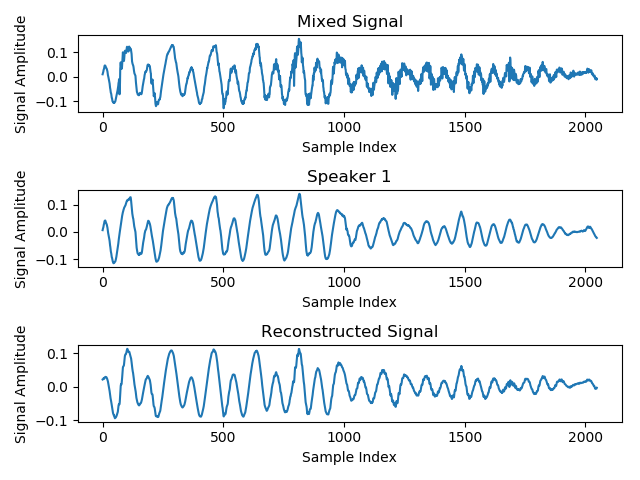 Mixed Signal
Signal Amplitude
0.1
0.0
−0.1
0 500 1000 1500 2000
Sample Index
Speaker 1
Signal Amplitude
0.1
0.0
−0.1
0 500 1000 1500 2000
Sample Index
Reconstructed Signal
Signal Amplitude
0.1
0.0
−0.1
0 500 1000 1500 2000
Sample Index